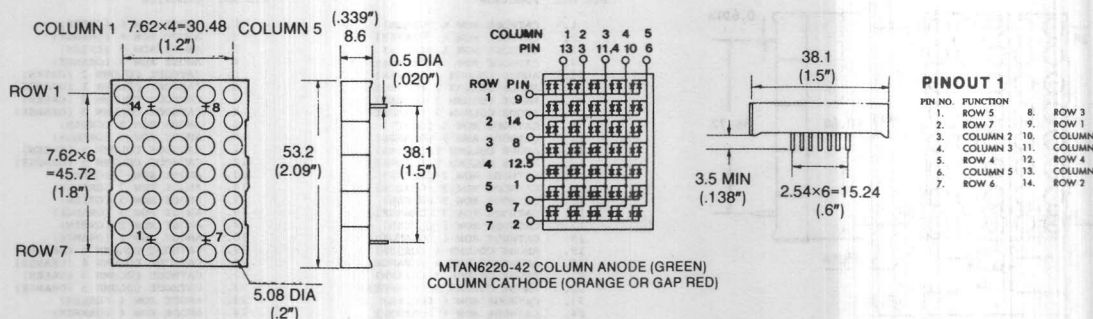 COLUMN 1 7.62×4=30.48 COLUMN 5
(1.2")
(.339")
8.6
0.5 DIA
(.020")
ROW 1
14
8
7.62×6
=45.72
(1.8")
53.2
(2.09")
38.1
(1.5")
1
7
ROW 7
5.08 DIA
(.2")
COLUMN 1 2 3 4 5
PIN 13 3 11,4 10 6
ROW PIN
1 9
2 14
3 8
4 12.5
5 1
6 7
7 2
MTAN6220-42 COLUMN ANODE (GREEN)
COLUMN CATHODE (ORANGE OR GAP RED)
38.1
(1.5")
3.5 MIN
(.138")
2.54×6=15.24
(.6")
PINOUT 1
PIN NO. FUNCTION
1. ROW 5 8. ROW 3
2. ROW 7 9. ROW 1
3. COLUMN 2 10. COLUMN
4. COLUMN 3 11. COLUMN
5. ROW 4 12. ROW 4
6. COLUMN 5 13. COLUMN
7. ROW 6 14. ROW 2